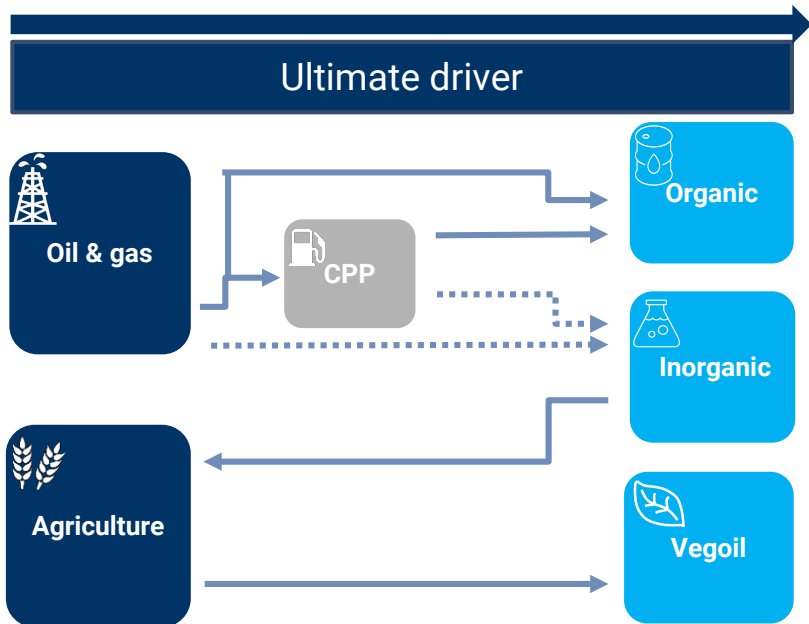 Ultimate driver
Oil & gas
CPP
Organic
Inorganic
Agriculture
Vegoil